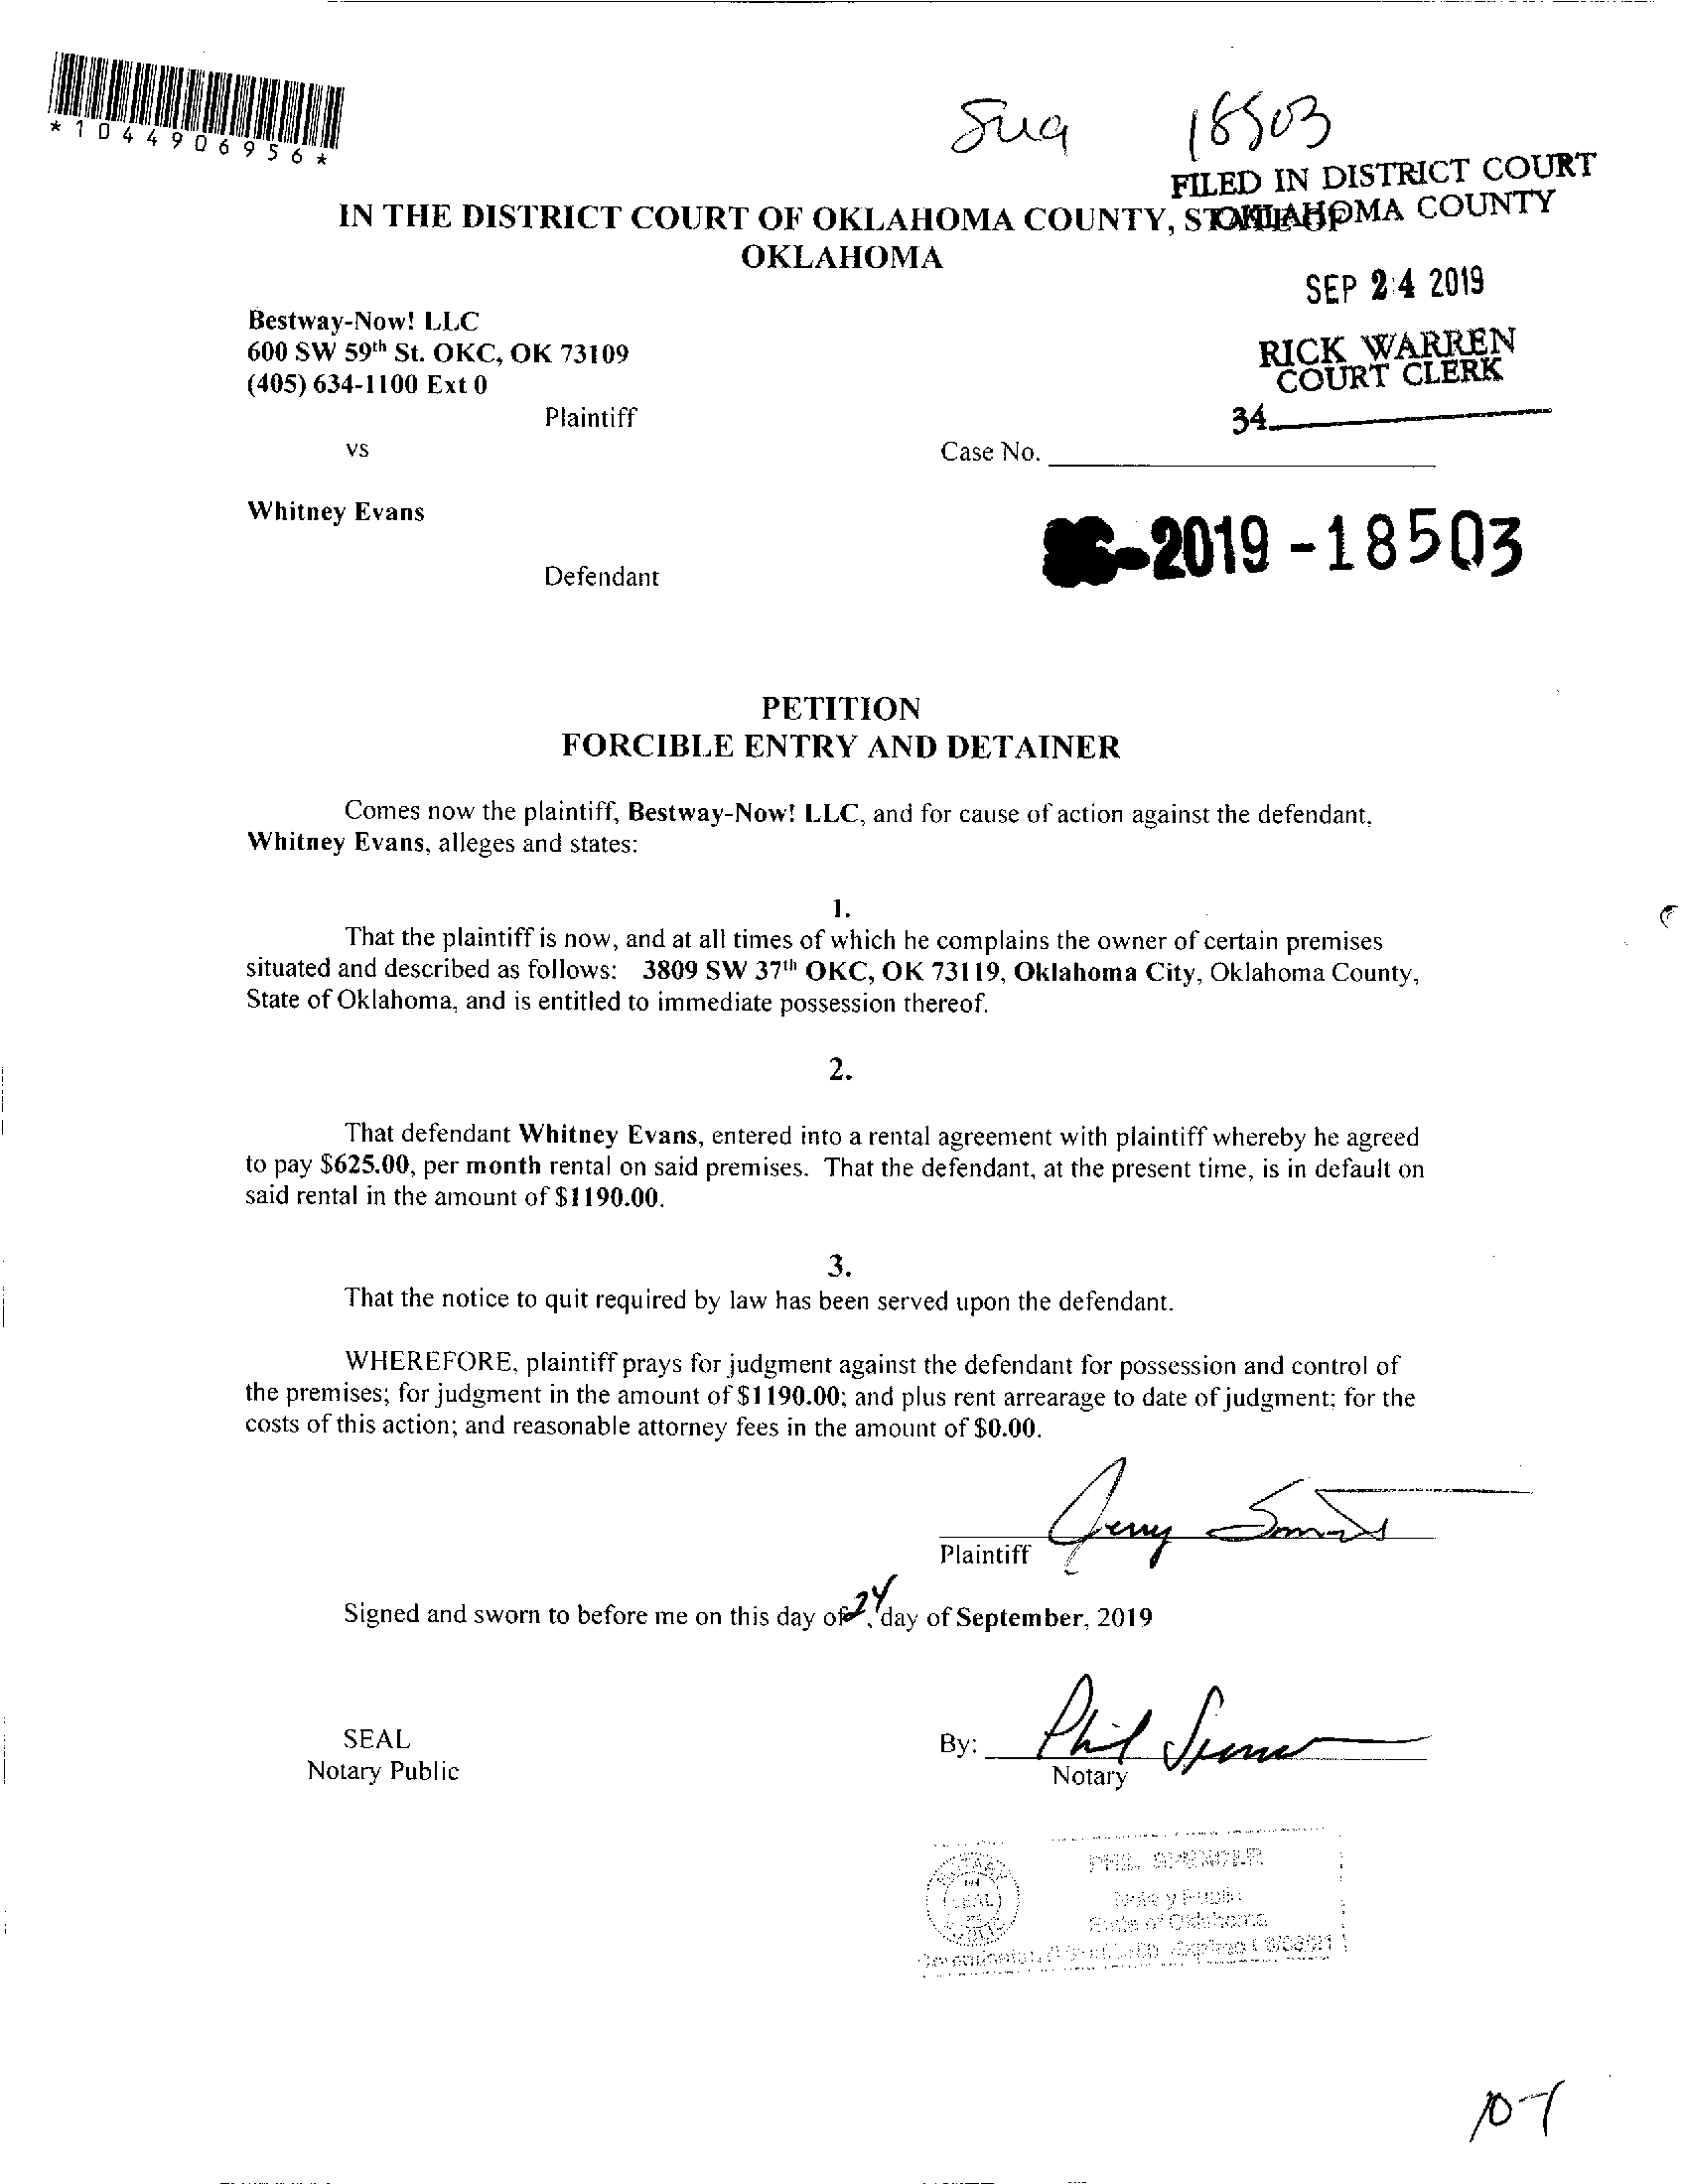 *1044906956*
18503
FILED IN DISTRICT COURT
OKLAHOMA COUNTY
IN THE DISTRICT COURT OF OKLAHOMA COUNTY, STATE OF
OKLAHOMA
SEP 24 2019
Bestway-Now! LLC
600 SW 59th St. OKC, OK 73109
(405) 634-1100 Ext 0
RICK WARREN
COURT CLERK
Plaintiff
34
vs
Case No.
Whitney Evans
-2019-18503
Defendant
PETITION
FORCIBLE ENTRY AND DETAINER
Comes now the plaintiff, Bestway-Now! LLC, and for cause of action against the defendant,
Whitney Evans, alleges and states:
1.
That the plaintiff is now, and at all times of which he complains the owner of certain premises
situated and described as follows: 3809 SW 37th OKC, OK 73119, Oklahoma City, Oklahoma County,
State of Oklahoma, and is entitled to immediate possession thereof.
2.
That defendant Whitney Evans, entered into a rental agreement with plaintiff whereby he agreed
to pay $625.00, per month rental on said premises. That the defendant, at the present time, is in default on
said rental in the amount of $1190.00.
3.
That the notice to quit required by law has been served upon the defendant.
WHEREFORE, plaintiff prays for judgment against the defendant for possession and control of
the premises; for judgment in the amount of $1190.00; and plus rent arrearage to date of judgment; for the
costs of this action; and reasonable attorney fees in the amount of $0.00.
Jerry
Plaintiff
Signed and sworn to before me on this day of 24, day of September, 2019
SEAL
Notary Public
By: Phil Spencer
Notary
PHIL SPENCER
Notary Public
State of Oklahoma
(SEAL)
10-1